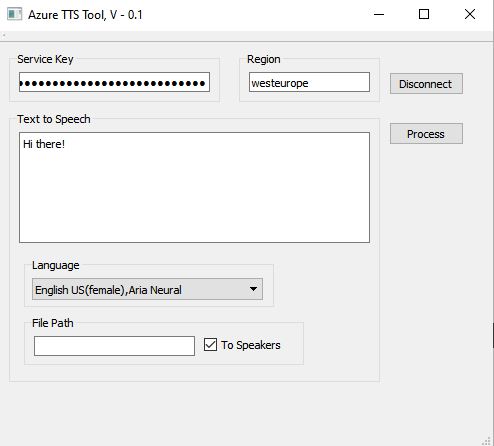 Azure TTS Tool, V - 0.1
Service Key
Region
●●●●●●●●●●●●●●●●●●●●●●●●●●●●
westeurope
Disconnect
Text to Speech
Process
Hi there!
Language
English US(female),Aria Neural
File Path
To Speakers